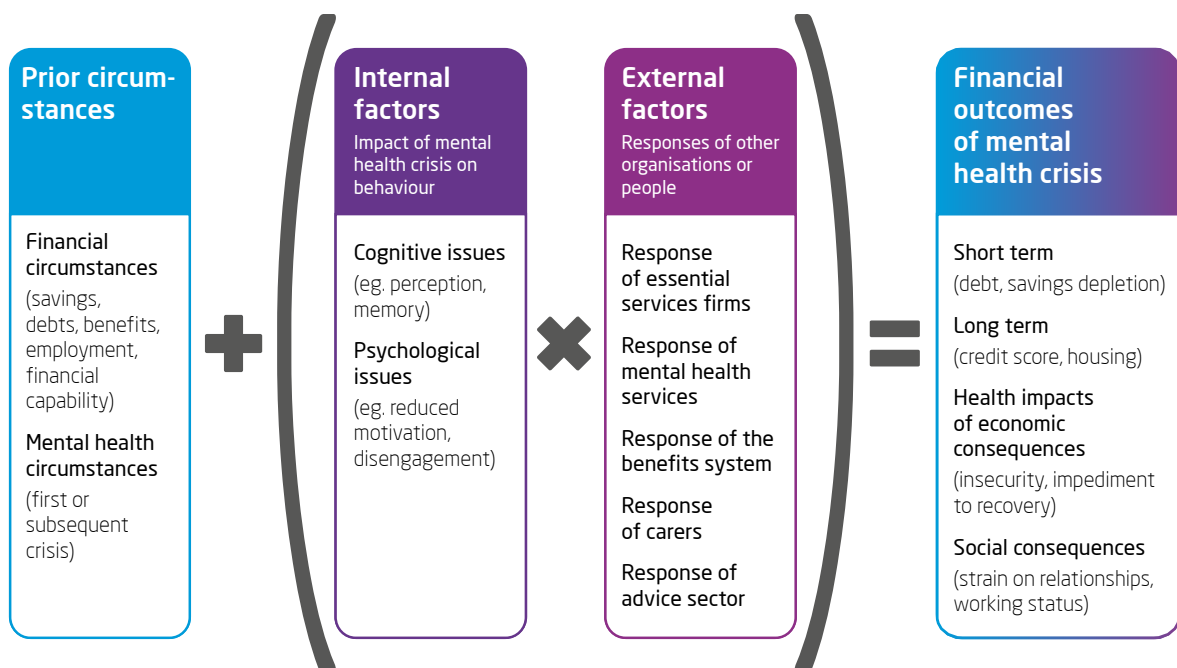 Prior circum-
stances
Financial
circumstances
(savings,
debts, benefits,
employment,
financial
capability)
Mental health
circumstances
(first or
subsequent
crisis)
+
(
Internal
factors
Impact of mental
health crisis on
behaviour
Cognitive issues
(eg. perception,
memory)
Psychological
issues
(eg. reduced
motivation,
disengagement)
×
External
factors
Responses of other
organisations or
people
Response
of essential
services firms
Response of
mental health
services
Response of the
benefits system
Response
of carers
Response of
advice sector
)
=
Financial
outcomes
of mental
health crisis
Short term
(debt, savings depletion)
Long term
(credit score, housing)
Health impacts
of economic
consequences
(insecurity, impediment
to recovery)
Social consequences
(strain on relationships,
working status)